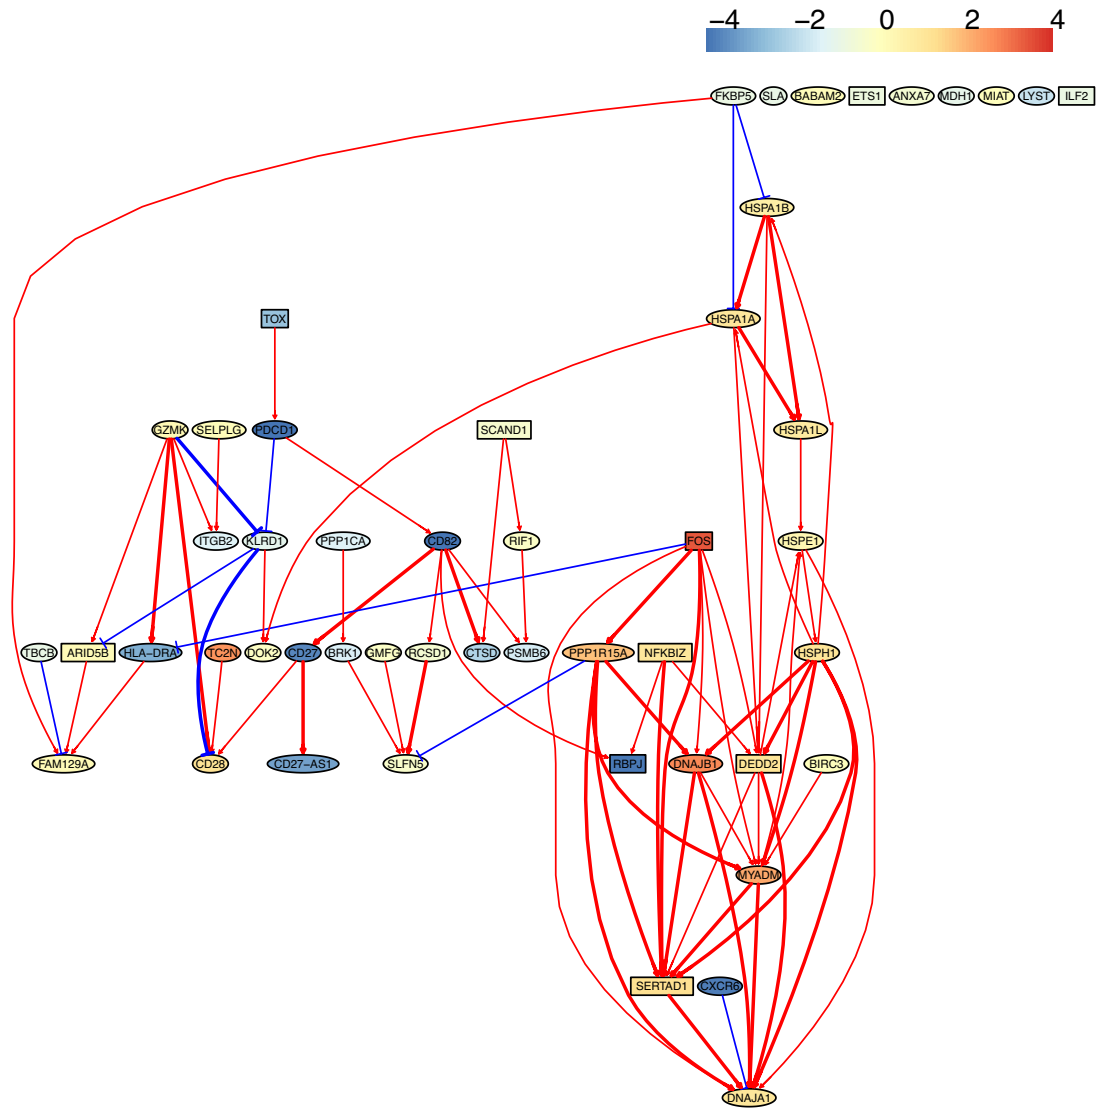 −4 −2 0 2 4
FKBP5 SLA BABAM2 ETS1 ANXA7 MDH1 MIAT LYST ILF2
HSPA1B
TOX HSPA1A
GZMK SELPLG PDCD1 SCAND1 HSPA1L
ITGB2 KLRD1 PPP1CA CD82 RIF1 FOS HSPE1
TBCB ARID5B HLA−DRA TC2N DOK2 CD27 BRK1 GMFG RCSD1 CTSD PSMB6 PPP1R15A NFKBIZ HSPH1
FAM129A CD28 CD27−AS1 SLFN5 RBPJ DNAJB1 DEDD2 BIRC3
MYADM
SERTAD1 CXCR6
DNAJA1